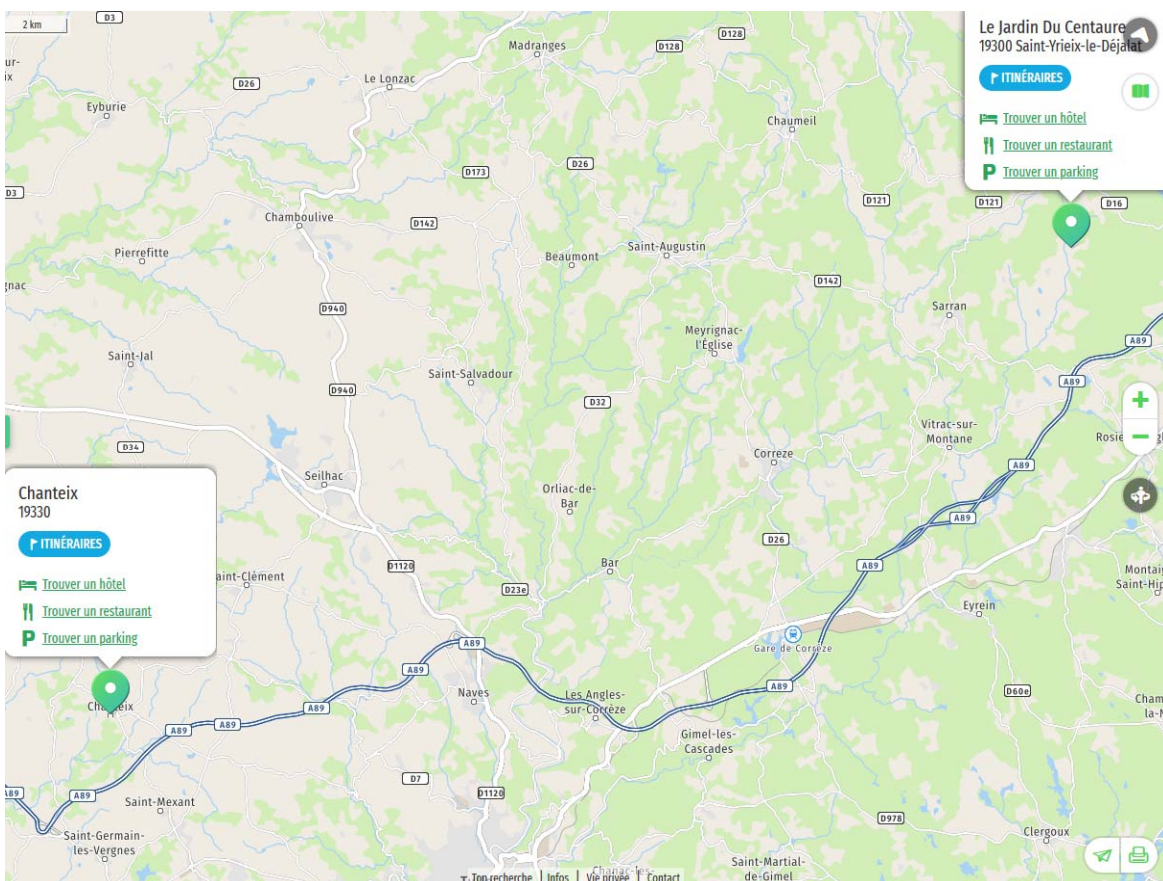 2 km
D3
Madranges
D128
D128
Le Jardin Du Centaure
19300 Saint-Yrieix-le-Déjalat
ITINÉRAIRES
Trouver un hôtel
Trouver un restaurant
P Trouver un parking
Le Lonzac
D26
Eyburie
Chaumeil
D26
D173
D3
D121
D121
D16
Chamboulive
D142
Pierrefitte
Beaumont
Saint-Augustin
D142
Sarran
D940
Meyrignac-
l'Église
A89
Saint-Jal
Saint-Salvadour
D940
A89
D32
Vitrac-sur-
Montane
D34
Correze
Seilhac
A89
Orliac-de-
Bar
A89
Chanteix
19330
ITINÉRAIRES
Trouver un hôtel
Trouver un restaurant
P Trouver un parking
D26
D1120
Bar
A89
D23e
Eyrein
Gare de Corrèze
A89
A89
A89
D60e
Naves
Les Angles-
sur-Corrèze
A89
A89
Gimel-les-
Cascades
D7
D1120
A89
A89
Saint-Mexant
D978
Saint-Germain-
les-Vergnes
Clergoux
Saint-Martial-
de-Gimel
Top recherche | Infos | Vie privée | Contact